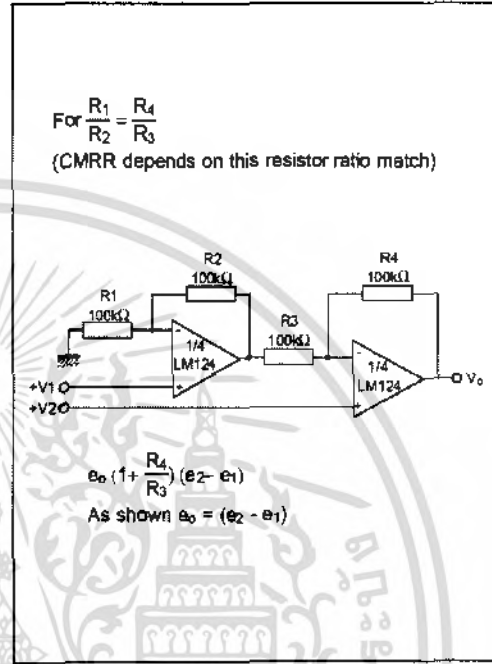 For R1/R2 = R4/R3
(CMRR depends on this resistor ratio match)
R2
100kΩ
R4
100kΩ
R1
100kΩ
R3
100kΩ
-
1/4
LM124
+
-
1/4
LM124
+
Vo
+V1
+V2
eo (1+ R4/R3) (e2- e1)
As shown eo = (e2 - e1)